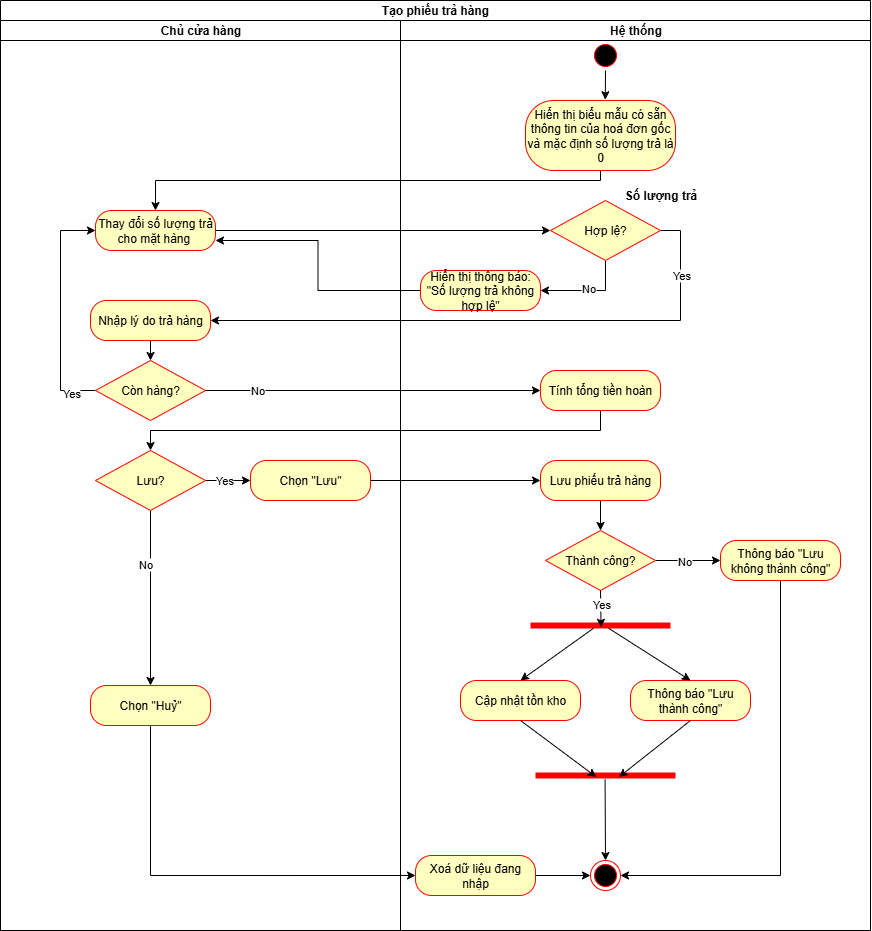 Tạo phiếu trả hàng
Chủ cửa hàng
Hệ thống
Hiển thị biểu mẫu có sẵn
thông tin của hoá đơn gốc
và mặc định số lượng trả là
0
Số lượng trả
Thay đổi số lượng trả
cho mặt hàng
Hợp lệ?
Yes
No
Hiển thị thông báo:
"Số lượng trả không
hợp lệ"
Nhập lý do trả hàng
Còn hàng?
Yes
No
Tính tổng tiền hoàn
Lưu?
Yes
Chọn "Lưu"
Lưu phiếu trả hàng
No
Thành công?
No
Thông báo "Lưu
không thành công"
Yes
Cập nhật tồn kho
Thông báo "Lưu
thành công"
Chọn "Huỷ"
Xoá dữ liệu đang
nhập